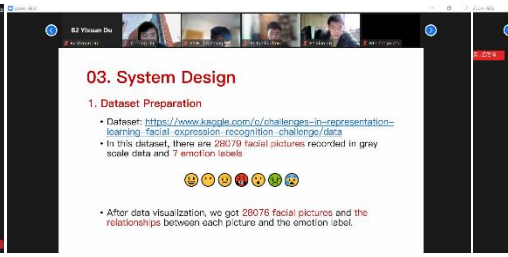 B2 Yixuan Du
03. System Design
1. Dataset Preparation
• Dataset: https://www.kaggle.com/c/challenges-in-representation-
learning-facial-expression-recognition-challenge/data
• In this dataset, there are 28079 facial pictures recorded in gray
scale data and 7 emotion labels
• After data visualization, we got 28076 facial pictures and the
relationships between each picture and the emotion label.